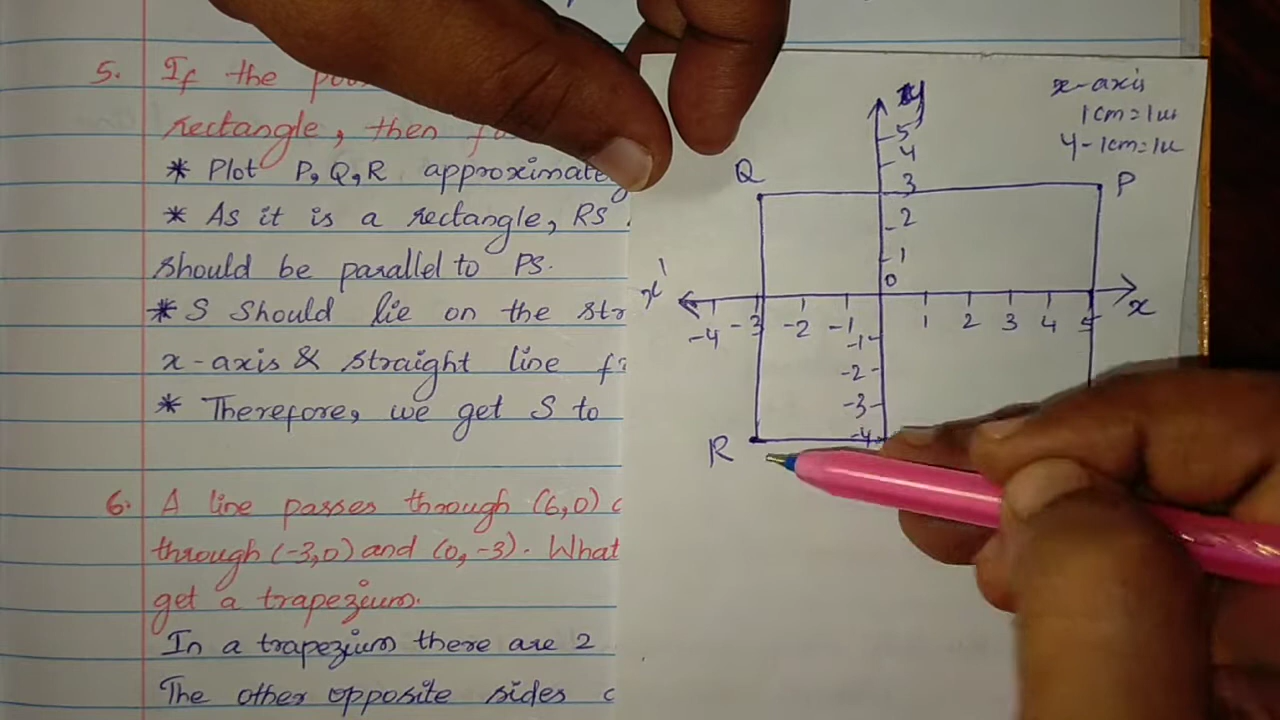 5. If the
rectangle, then
* Plot P, Q, R
* As it is a rectangle, RS
should be parallel to PS.
* S Should lie on the
x-axis & straight line
* Therefore, we get S to
6. A line passes through (6,0)
through (-3,0) and (0,-3). What
get a trapezium.
In a trapezium there are 2
The other opposite sides
x-axis
1cm=1u
y-1cm=1u
y
5
4
Q 3 P
2
1
0
x' x
-4 -3 -2 -1 1 2 3 4 5
-1
-2
-3
R -4